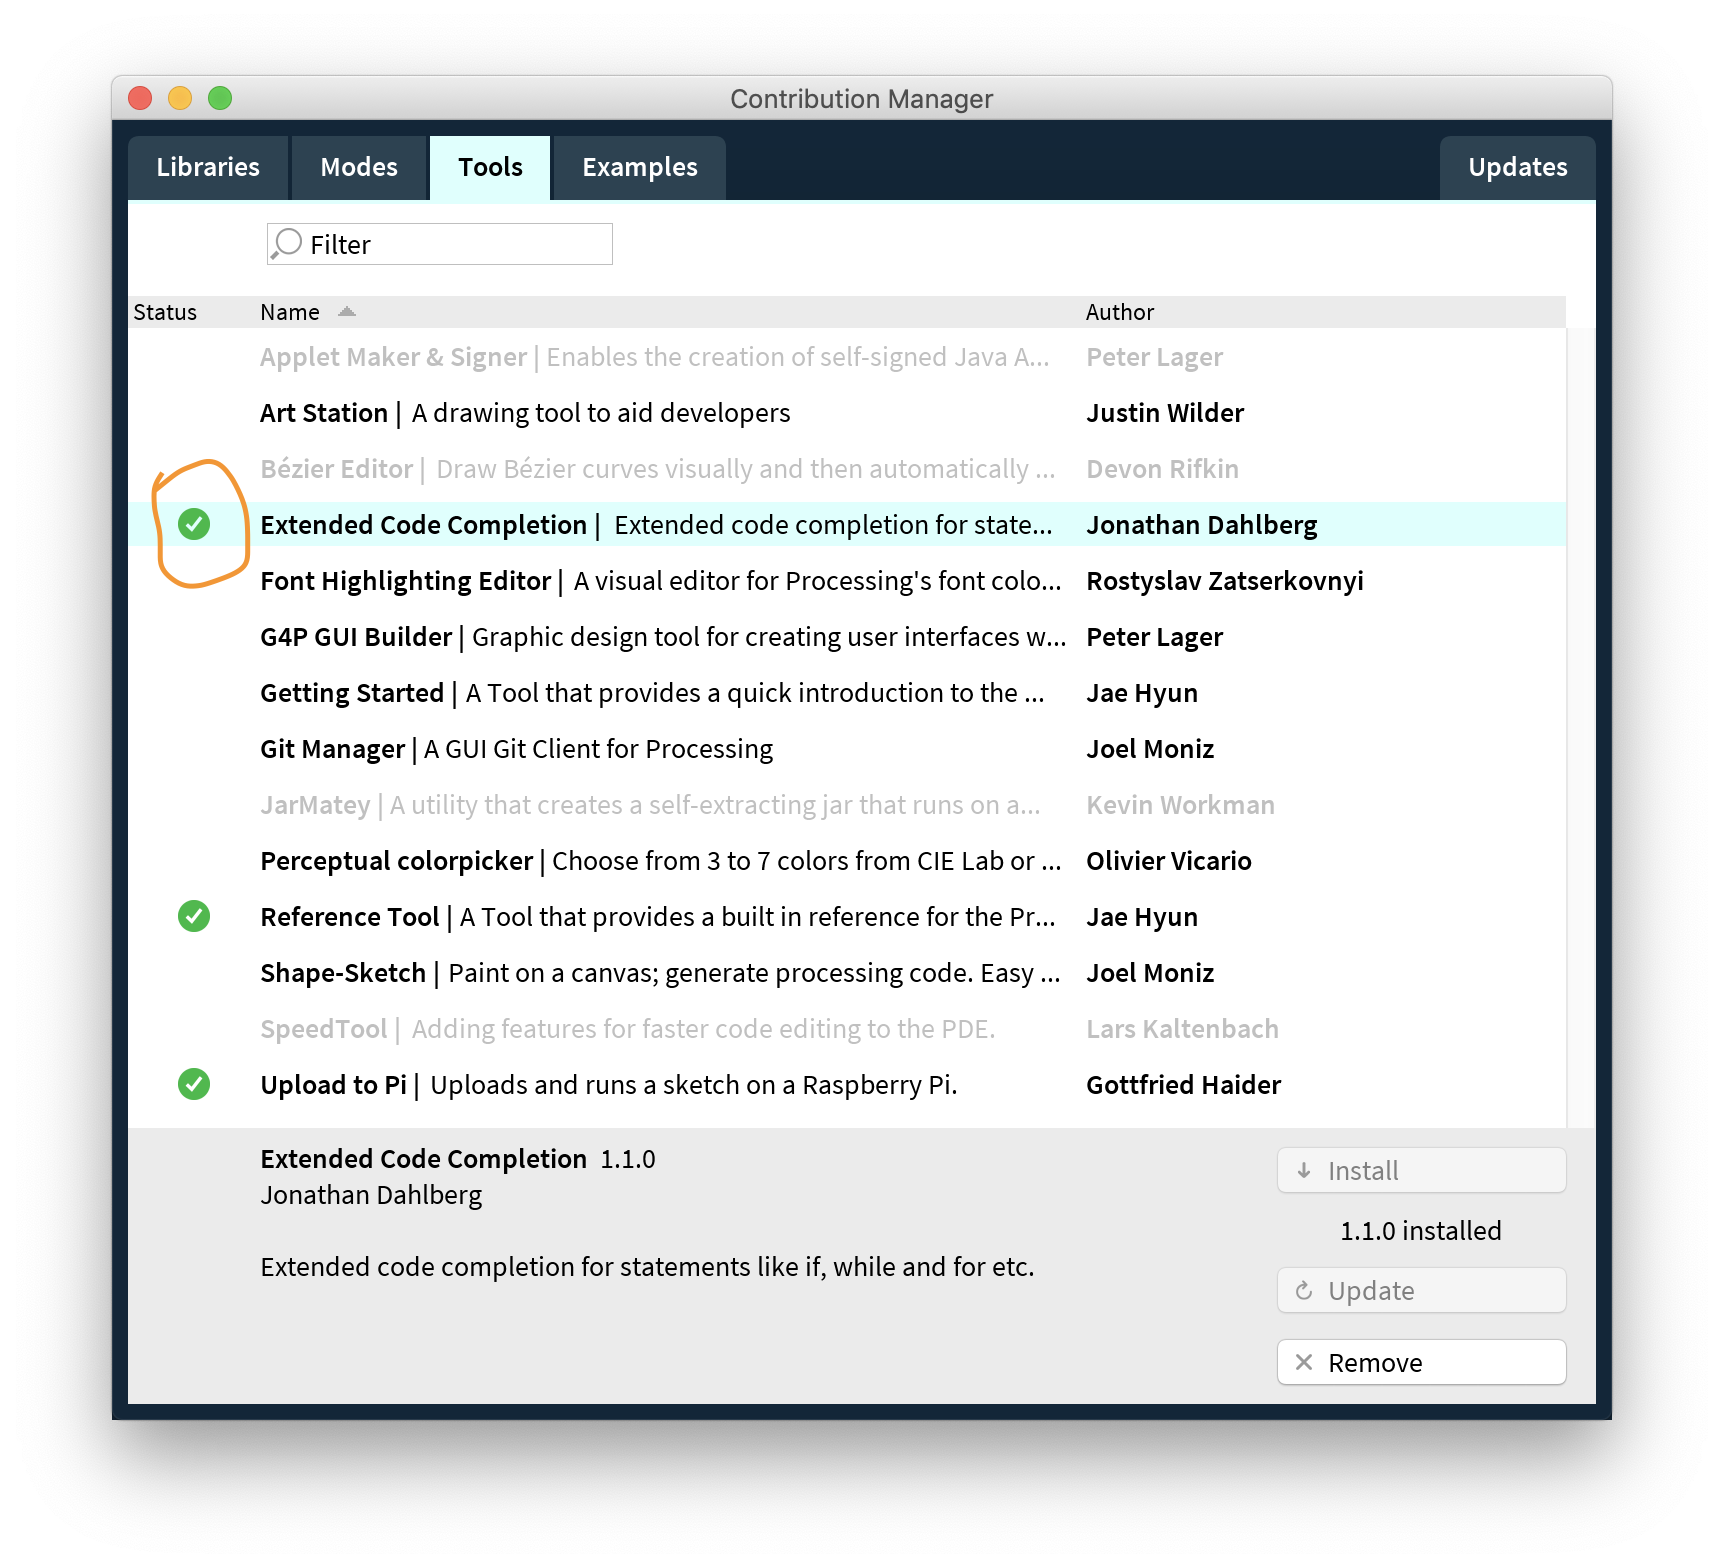 Contribution Manager
Libraries Modes Tools Examples Updates
Filter
Status Name Author
Applet Maker & Signer | Enables the creation of self-signed Java A... Peter Lager
Art Station | A drawing tool to aid developers Justin Wilder
Bézier Editor | Draw Bézier curves visually and then automatically ... Devon Rifkin
Extended Code Completion | Extended code completion for state... Jonathan Dahlberg
Font Highlighting Editor | A visual editor for Processing's font colo... Rostyslav Zatserkovnyi
G4P GUI Builder | Graphic design tool for creating user interfaces w... Peter Lager
Getting Started | A Tool that provides a quick introduction to the ... Jae Hyun
Git Manager | A GUI Git Client for Processing Joel Moniz
JarMatey | A utility that creates a self-extracting jar that runs on a... Kevin Workman
Perceptual colorpicker | Choose from 3 to 7 colors from CIE Lab or ... Olivier Vicario
Reference Tool | A Tool that provides a built in reference for the Pr... Jae Hyun
Shape-Sketch | Paint on a canvas; generate processing code. Easy ... Joel Moniz
SpeedTool | Adding features for faster code editing to the PDE. Lars Kaltenbach
Upload to Pi | Uploads and runs a sketch on a Raspberry Pi. Gottfried Haider
Extended Code Completion 1.1.0
Jonathan Dahlberg
Extended code completion for statements like if, while and for etc.
Install
1.1.0 installed
Update
Remove